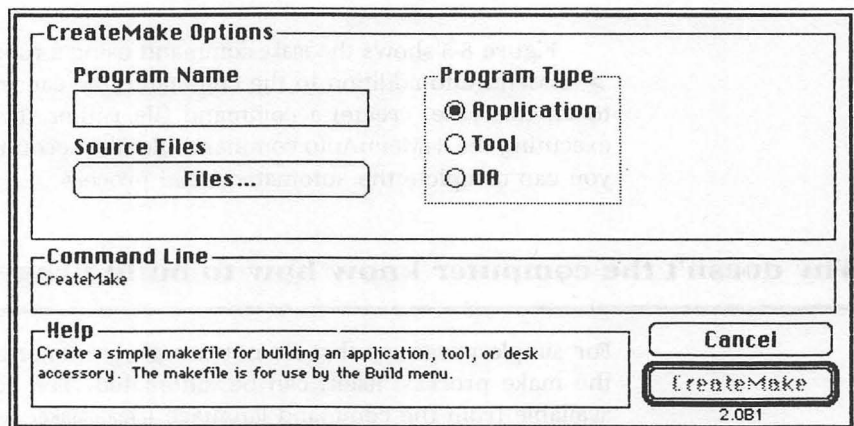 CreateMake Options
Program Name
Source Files
Files...
Program Type
Application
Tool
DA
Command Line
CreateMake
Help
Create a simple makefile for building an application, tool, or desk
accessory. The makefile is for use by the Build menu.
Cancel
CreateMake
2.0B1